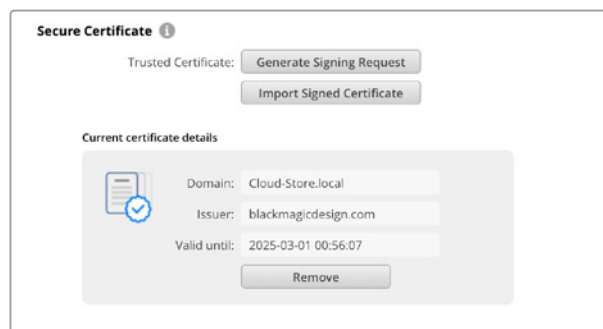 Secure Certificate
Trusted Certificate: Generate Signing Request
Import Signed Certificate
Current certificate details
Domain: Cloud-Store.local
Issuer: blackmagicdesign.com
Valid until: 2025-03-01 00:56:07
Remove